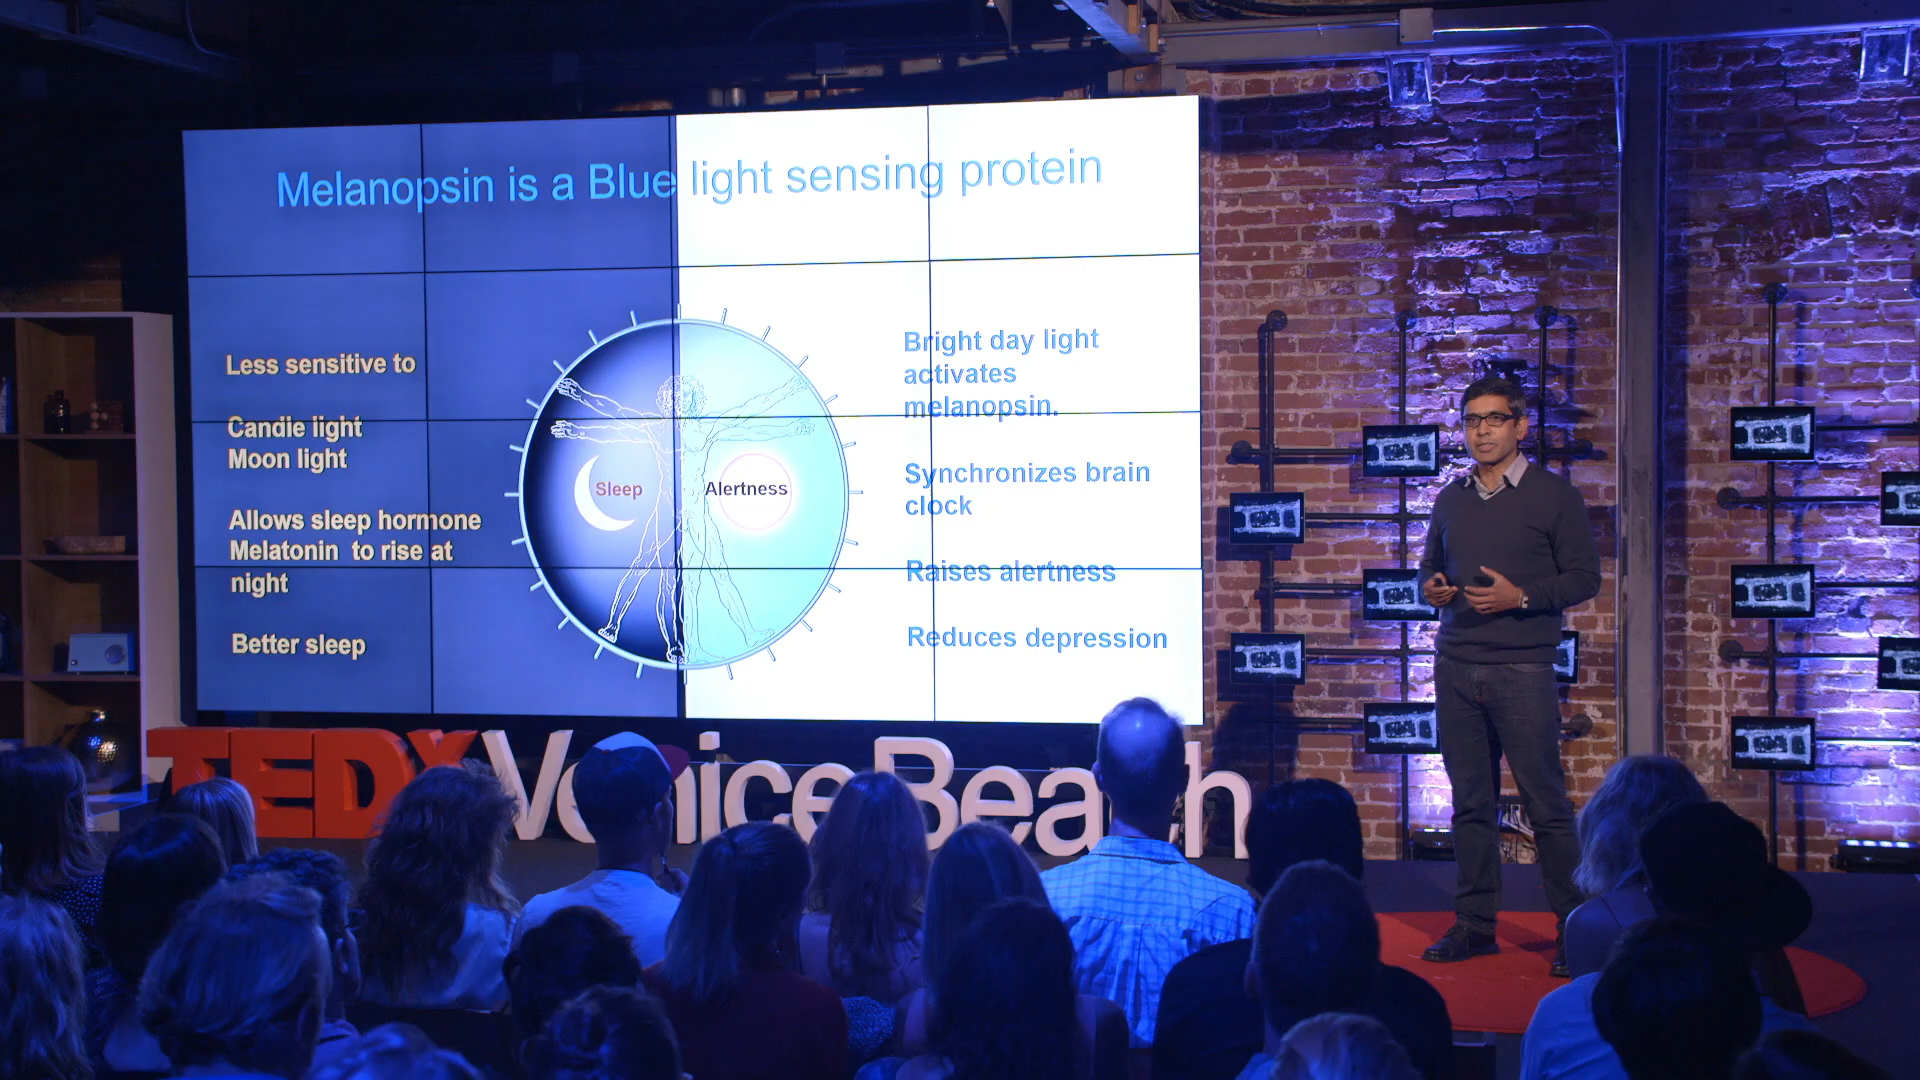 Melanopsin is a Blue light sensing protein
Less sensitive to
Candle light
Moon light
Allows sleep hormone
Melatonin to rise at
night
Better sleep
Sleep
Alertness
Bright day light
activates
melanopsin.
Synchronizes brain
clock
Raises alertness
Reduces depression
TEDxVeniceBeach